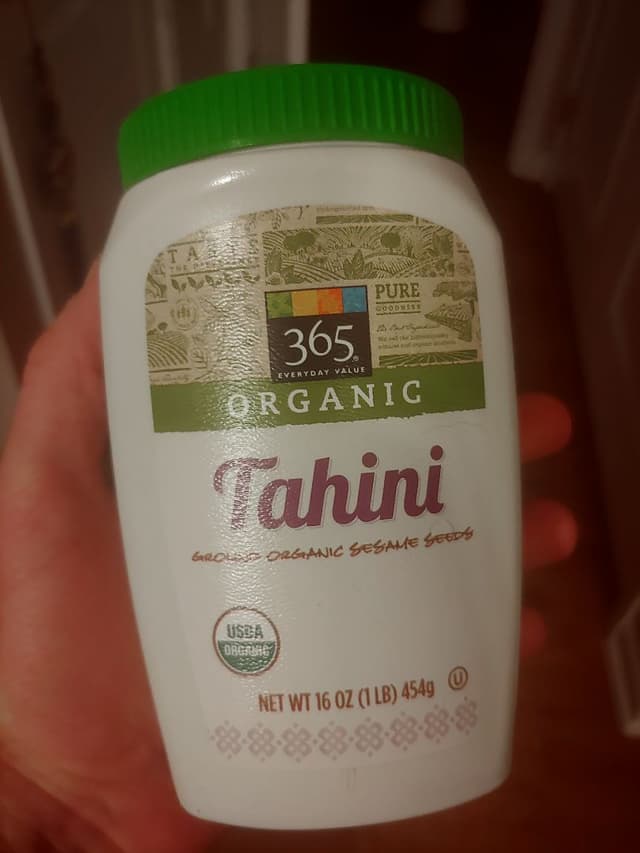 PURE
GOODNESS
365
EVERYDAY VALUE
ORGANIC
Tahini
GROUND ORGANIC SESAME SEEDS
USDA
ORGANIC
NET WT 16 OZ (1 LB) 454g
U